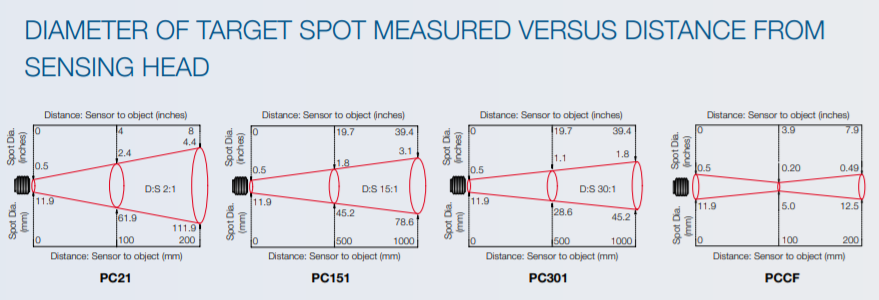 DIAMETER OF TARGET SPOT MEASURED VERSUS DISTANCE FROM
SENSING HEAD
Distance: Sensor to object (inches)
Spot Dia.
(inches)
0
4
8
0.5
2.4
4.4
D:S 2:1
11.9
61.9
111.9
Spot Dia.
(mm)
0
100
200
Distance: Sensor to object (mm)
PC21
Distance: Sensor to object (inches)
Spot Dia.
(inches)
0
19.7
39.4
0.5
1.8
3.1
D:S 15:1
11.9
45.2
78.6
Spot Dia.
(mm)
0
500
1000
Distance: Sensor to object (mm)
PC151
Distance: Sensor to object (inches)
Spot Dia.
(inches)
0
19.7
39.4
0.5
1.1
1.8
D:S 30:1
11.9
28.6
45.2
Spot Dia.
(mm)
0
500
1000
Distance: Sensor to object (mm)
PC301
Distance: Sensor to object (inches)
Spot Dia.
(inches)
0
3.9
7.9
0.5
0.20
0.49
11.9
5.0
12.5
Spot Dia.
(mm)
0
100
200
Distance: Sensor to object (mm)
PCCF